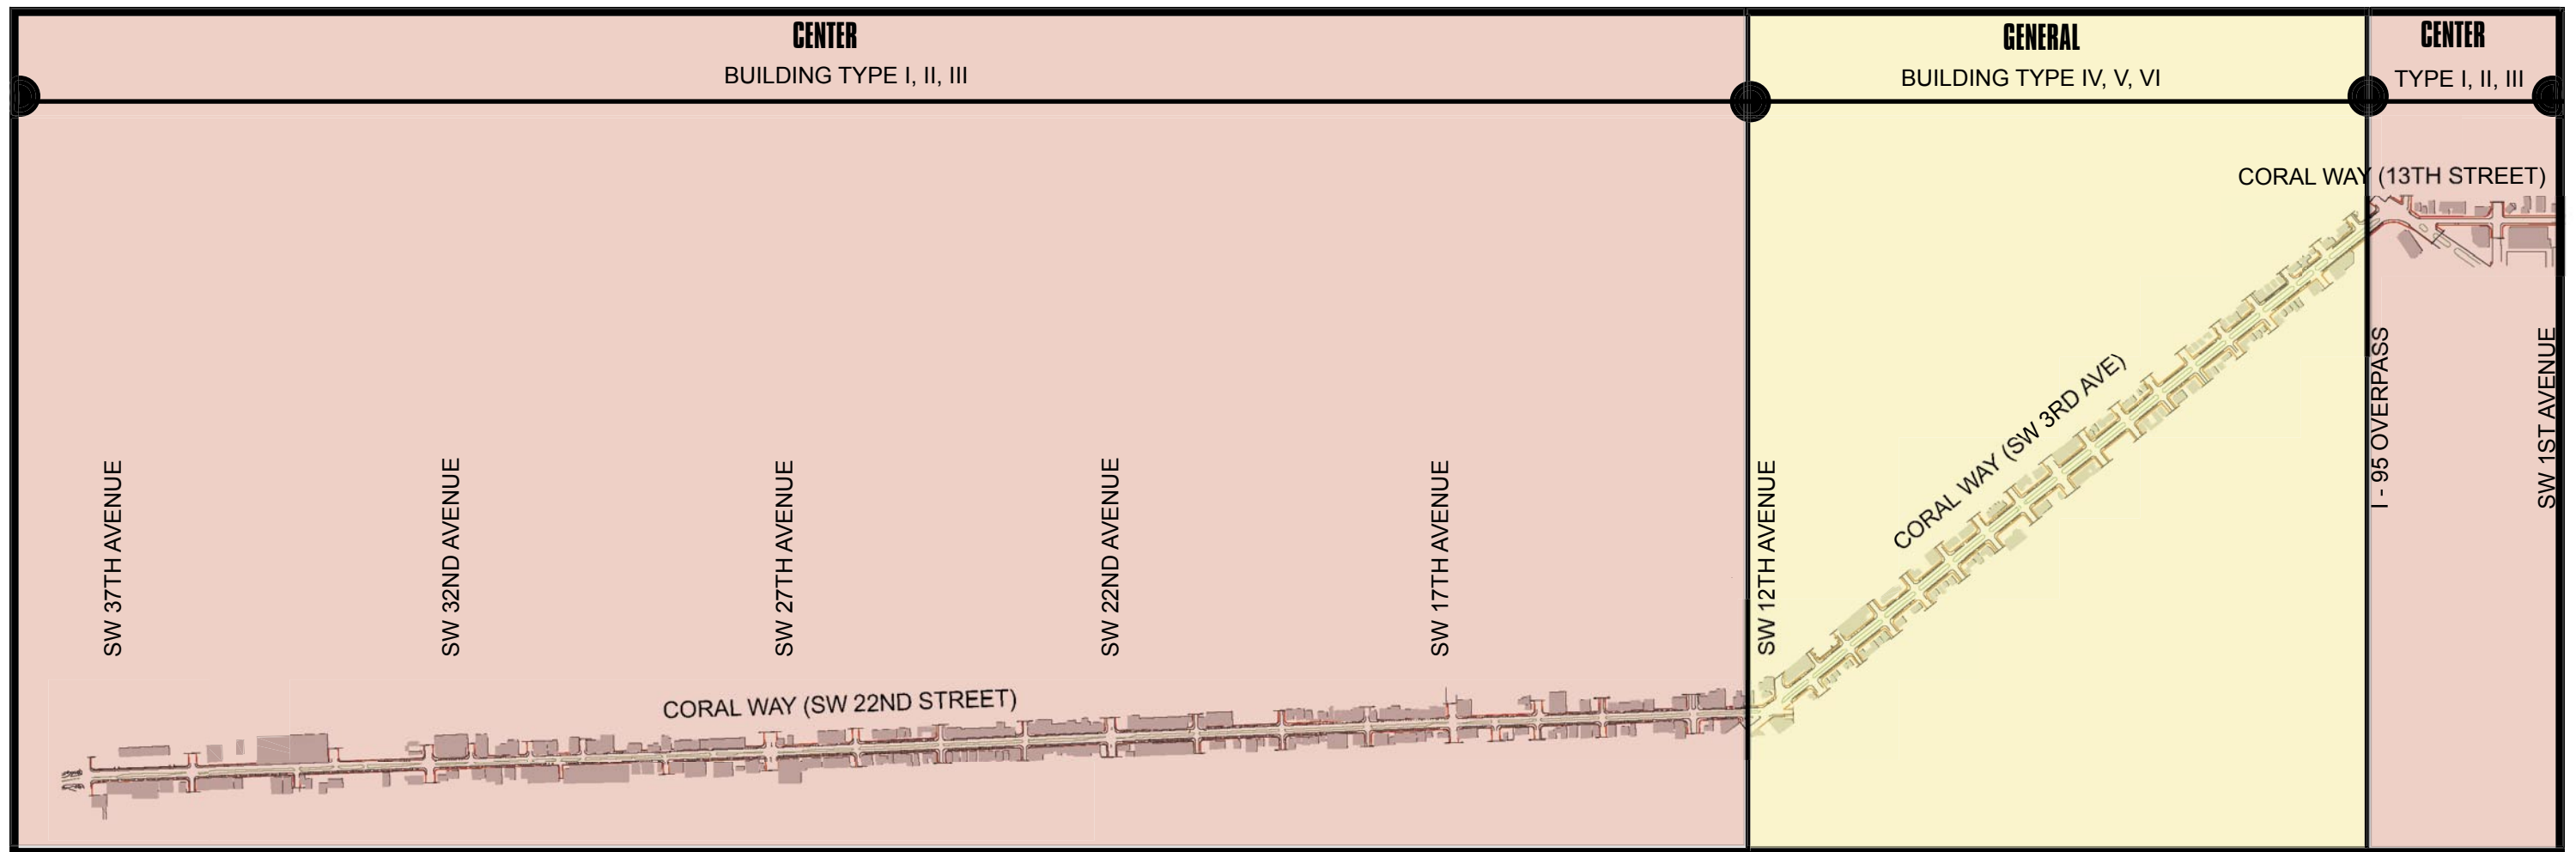 CENTER
BUILDING TYPE I, II, III
GENERAL
BUILDING TYPE IV, V, VI
CENTER
TYPE I, II, III
CORAL WAY (13TH STREET)
CORAL WAY (SW 3RD AVE)
CORAL WAY (SW 22ND STREET)
SW 37TH AVENUE
SW 32ND AVENUE
SW 27TH AVENUE
SW 22ND AVENUE
SW 17TH AVENUE
SW 12TH AVENUE
I - 95 OVERPASS
SW 1ST AVENUE